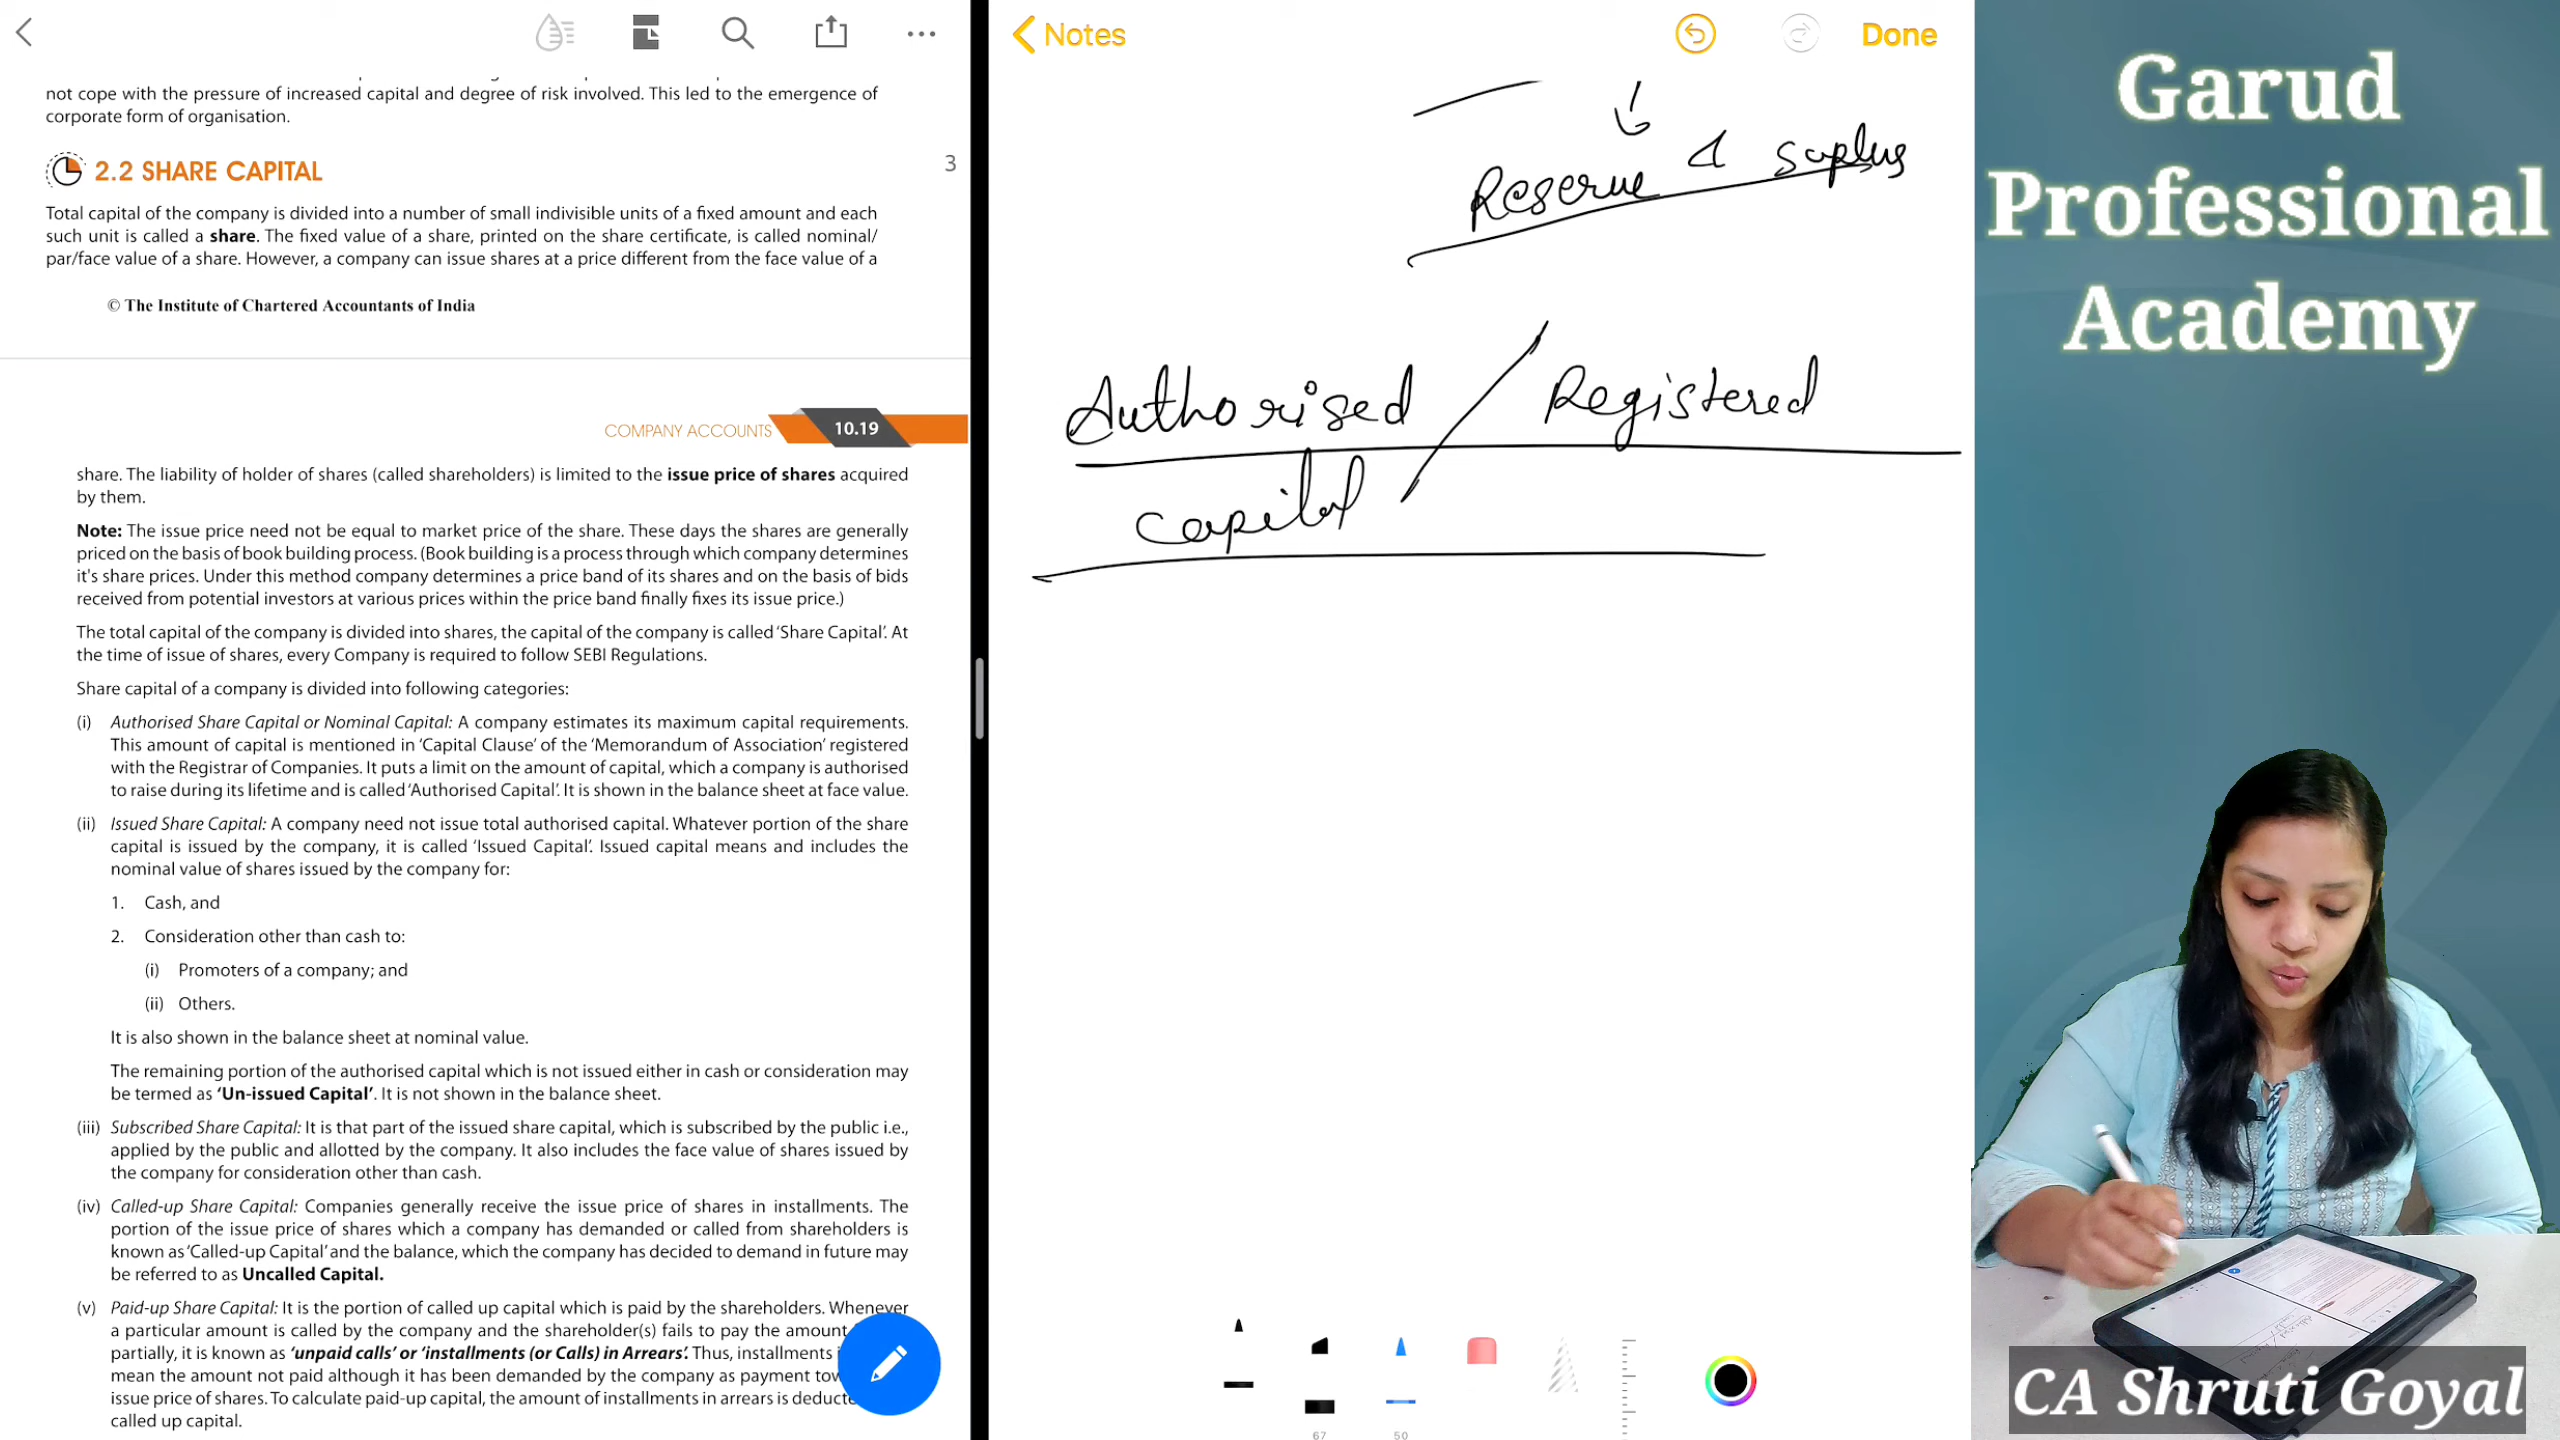 not cope with the pressure of increased capital and degree of risk involved. This led to the emergence of
corporate form of organisation.
2.2 SHARE CAPITAL
3
Total capital of the company is divided into a number of small indivisible units of a fixed amount and each
such unit is called a share. The fixed value of a share, printed on the share certificate, is called nominal/
par/face value of a share. However, a company can issue shares at a price different from the face value of a
© The Institute of Chartered Accountants of India
COMPANY ACCOUNTS 10.19
share. The liability of holder of shares (called shareholders) is limited to the issue price of shares acquired
by them.
Note: The issue price need not be equal to market price of the share. These days the shares are generally
priced on the basis of book building process. (Book building is a process through which company determines
it's share prices. Under this method company determines a price band of its shares and on the basis of bids
received from potential investors at various prices within the price band finally fixes its issue price.)
The total capital of the company is divided into shares, the capital of the company is called 'Share Capital'. At
the time of issue of shares, every Company is required to follow SEBI Regulations.
Share capital of a company is divided into following categories:
(i) Authorised Share Capital or Nominal Capital: A company estimates its maximum capital requirements.
This amount of capital is mentioned in 'Capital Clause' of the 'Memorandum of Association' registered
with the Registrar of Companies. It puts a limit on the amount of capital, which a company is authorised
to raise during its lifetime and is called 'Authorised Capital'. It is shown in the balance sheet at face value.
(ii) Issued Share Capital: A company need not issue total authorised capital. Whatever portion of the share
capital is issued by the company, it is called 'Issued Capital'. Issued capital means and includes the
nominal value of shares issued by the company for:
1. Cash, and
2. Consideration other than cash to:
(i) Promoters of a company; and
(ii) Others.
It is also shown in the balance sheet at nominal value.
The remaining portion of the authorised capital which is not issued either in cash or consideration may
be termed as 'Un-issued Capital'. It is not shown in the balance sheet.
(iii) Subscribed Share Capital: It is that part of the issued share capital, which is subscribed by the public i.e.,
applied by the public and allotted by the company. It also includes the face value of shares issued by
the company for consideration other than cash.
(iv) Called-up Share Capital: Companies generally receive the issue price of shares in installments. The
portion of the issue price of shares which a company has demanded or called from shareholders is
known as 'Called-up Capital' and the balance, which the company has decided to demand in future may
be referred to as Uncalled Capital.
(v) Paid-up Share Capital: It is the portion of called up capital which is paid by the shareholders. Whenever
a particular amount is called by the company and the shareholder(s) fails to pay the amount
partially, it is known as 'unpaid calls' or 'installments (or Calls) in Arrears'. Thus, installments
mean the amount not paid although it has been demanded by the company as payment
issue price of shares. To calculate paid-up capital, the amount of installments in arrears is
called up capital.
Notes
Done
Reserve & surplus
Authorised / Registered
capital
67
50
Garud
Professional
Academy
CA Shruti Goyal